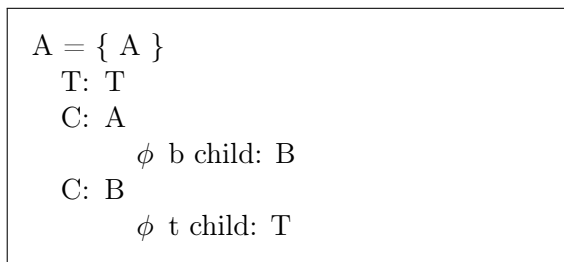 A = { A }
T: T
C: A
ϕ b child: B
C: B
ϕ t child: T